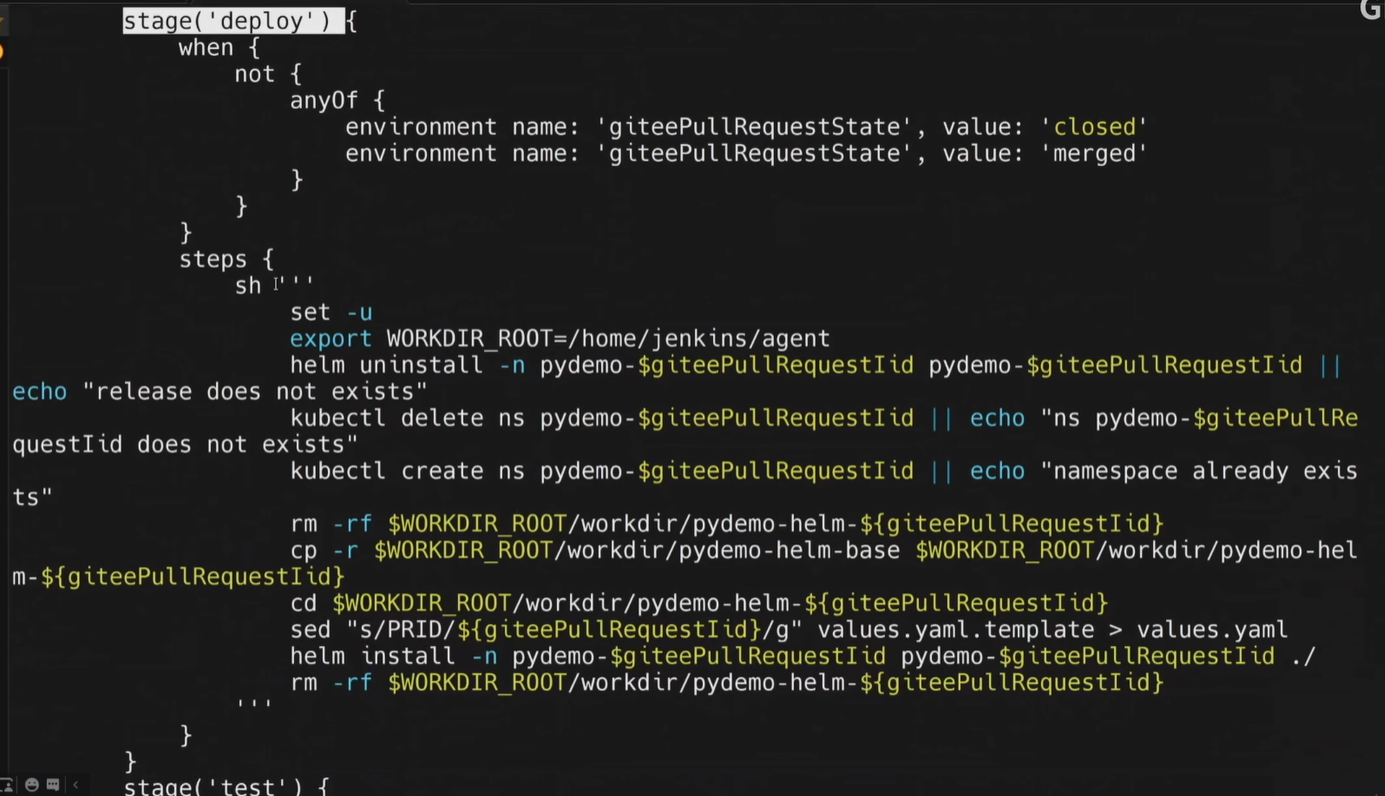 G
stage('deploy') {
when {
not {
anyOf {
environment name: 'giteePullRequestState', value: 'closed'
environment name: 'giteePullRequestState', value: 'merged'
}
}
}
steps {
sh '''
set -u
export WORKDIR_ROOT=/home/jenkins/agent
helm uninstall -n pydemo-$giteePullRequestIid pydemo-$giteePullRequestIid ||
echo "release does not exists"
kubectl delete ns pydemo-$giteePullRequestIid || echo "ns pydemo-$giteePullRe
questIid does not exists"
kubectl create ns pydemo-$giteePullRequestIid || echo "namespace already exis
ts"
rm -rf $WORKDIR_ROOT/workdir/pydemo-helm-${giteePullRequestIid}
cp -r $WORKDIR_ROOT/workdir/pydemo-helm-base $WORKDIR_ROOT/workdir/pydemo-hel
m-${giteePullRequestIid}
cd $WORKDIR_ROOT/workdir/pydemo-helm-${giteePullRequestIid}
sed "s/PRID/${giteePullRequestIid}/g" values.yaml.template > values.yaml
helm install -n pydemo-$giteePullRequestIid pydemo-$giteePullRequestIid ./
rm -rf $WORKDIR_ROOT/workdir/pydemo-helm-${giteePullRequestIid}
'''
}
}
stage('test') {